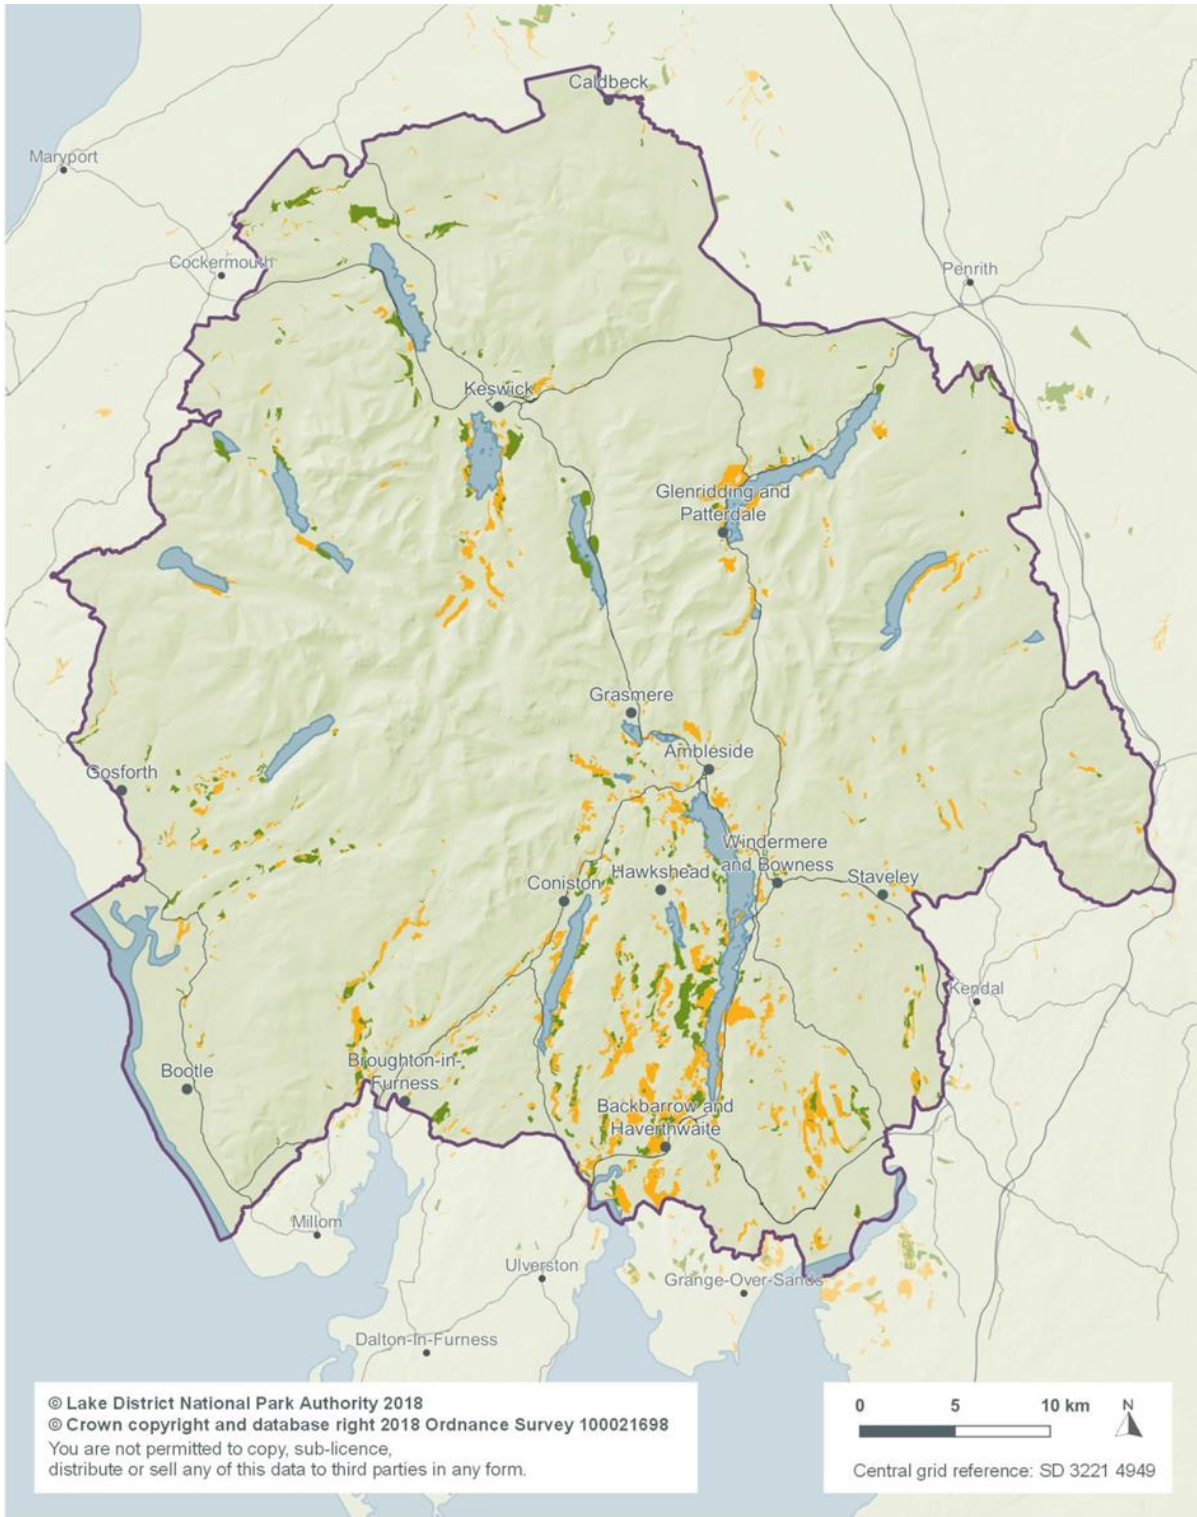 Caldbeck
Maryport
Cockermouth
Penrith
Keswick
Glenridding and
Patterdale
Grasmere
Ambleside
Gosforth
Windermere
and Bowness
Hawkshead
Coniston
Staveley
Kendal
Bootle
Broughton-in-
Furness
Backbarrow and
Haverthwaite
Millom
Ulverston
Grange-Over-Sands
Dalton-In-Furness
© Lake District National Park Authority 2018
© Crown copyright and database right 2018 Ordnance Survey 100021698
You are not permitted to copy, sub-licence,
distribute or sell any of this data to third parties in any form.
0 5 10 km N
Central grid reference: SD 3221 4949